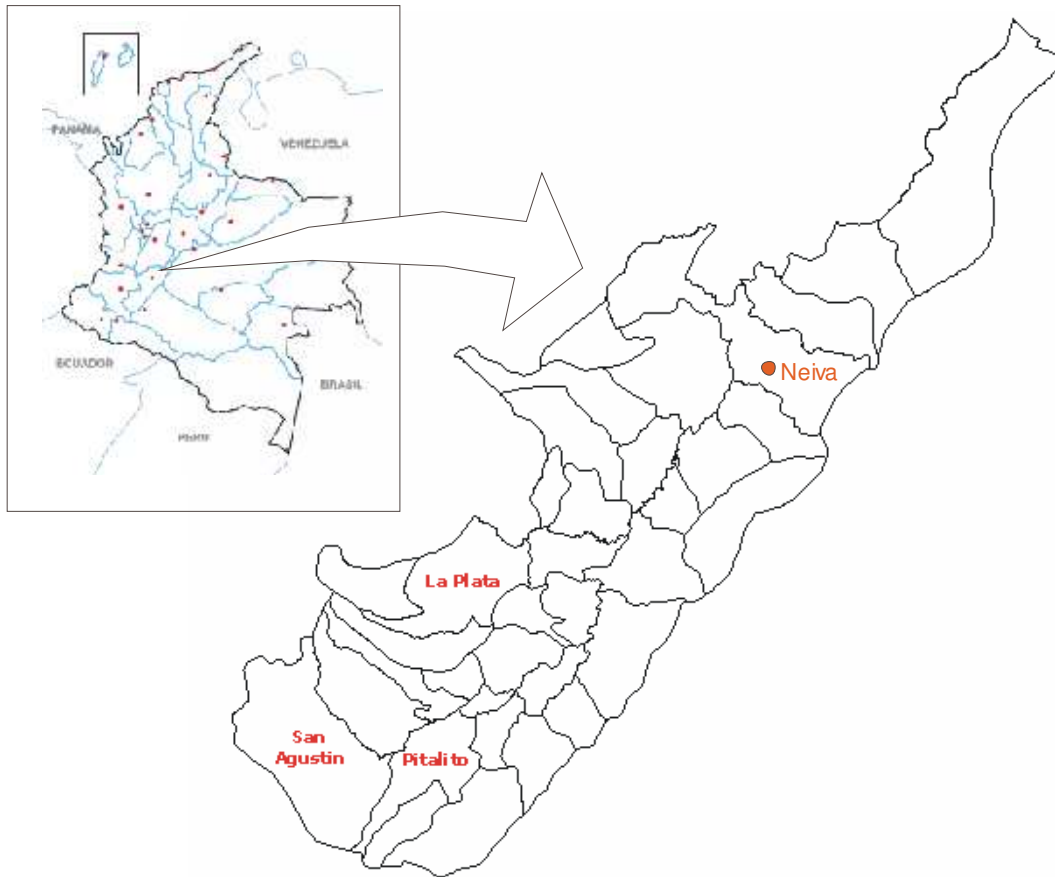 PANAMA
VENEZUELA
ECUADOR
BRASIL
Neiva
La Plata
San
Agustin
Pitalito